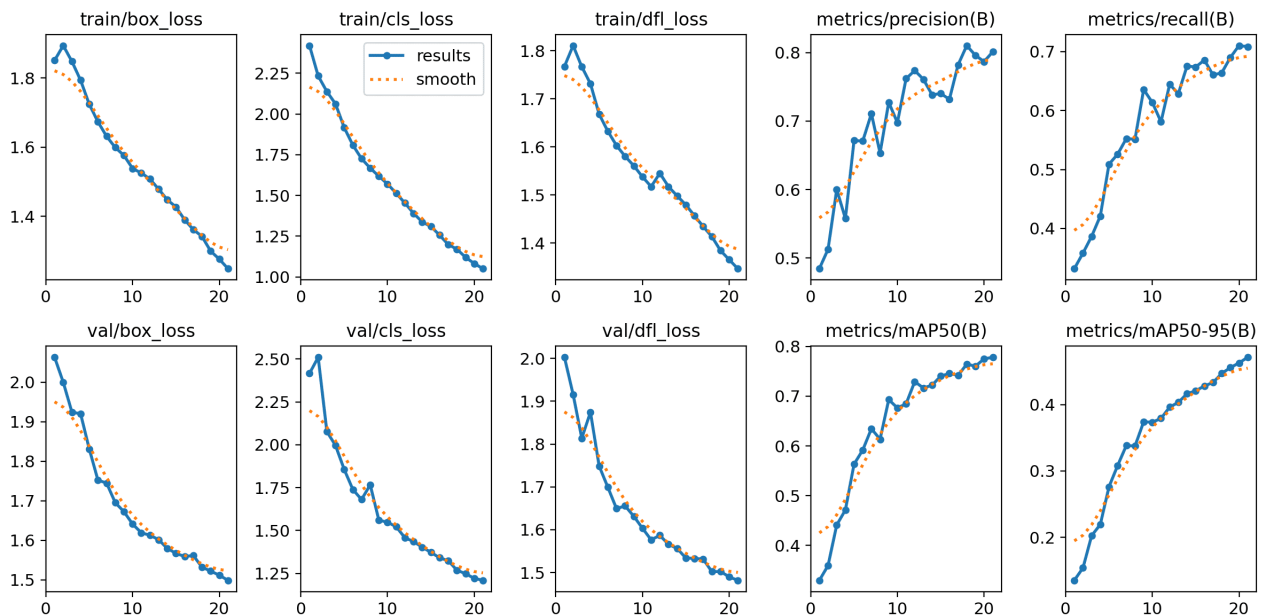 train/box_loss
train/cls_loss
train/dfl_loss
metrics/precision(B)
metrics/recall(B)
1.8
1.6
1.4
0 10 20
2.25
2.00
1.75
1.50
1.25
1.00
results
smooth
0 10 20
1.8
1.7
1.6
1.5
1.4
0 10 20
0.8
0.7
0.6
0.5
0 10 20
0.7
0.6
0.5
0.4
0 10 20
val/box_loss
val/cls_loss
val/dfl_loss
metrics/mAP50(B)
metrics/mAP50-95(B)
2.0
1.9
1.8
1.7
1.6
1.5
0 10 20
2.50
2.25
2.00
1.75
1.50
1.25
0 10 20
2.0
1.9
1.8
1.7
1.6
1.5
0 10 20
0.8
0.7
0.6
0.5
0.4
0 10 20
0.4
0.3
0.2
0 10 20